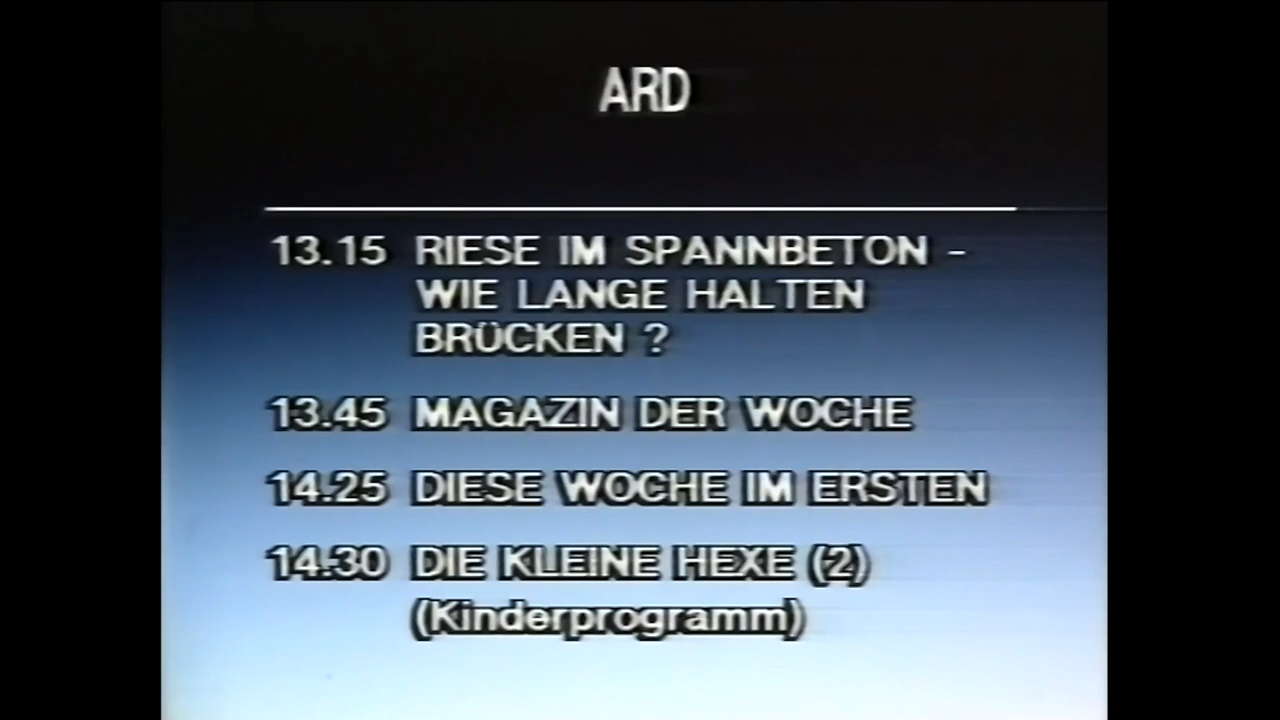 ARD
13.15 RIESE IM SPANNBETON -
WIE LANGE HALTEN
BRÜCKEN ?
13.45 MAGAZIN DER WOCHE
14.25 DIESE WOCHE IM ERSTEN
14.30 DIE KLEINE HEXE (2)
(Kinderprogramm)